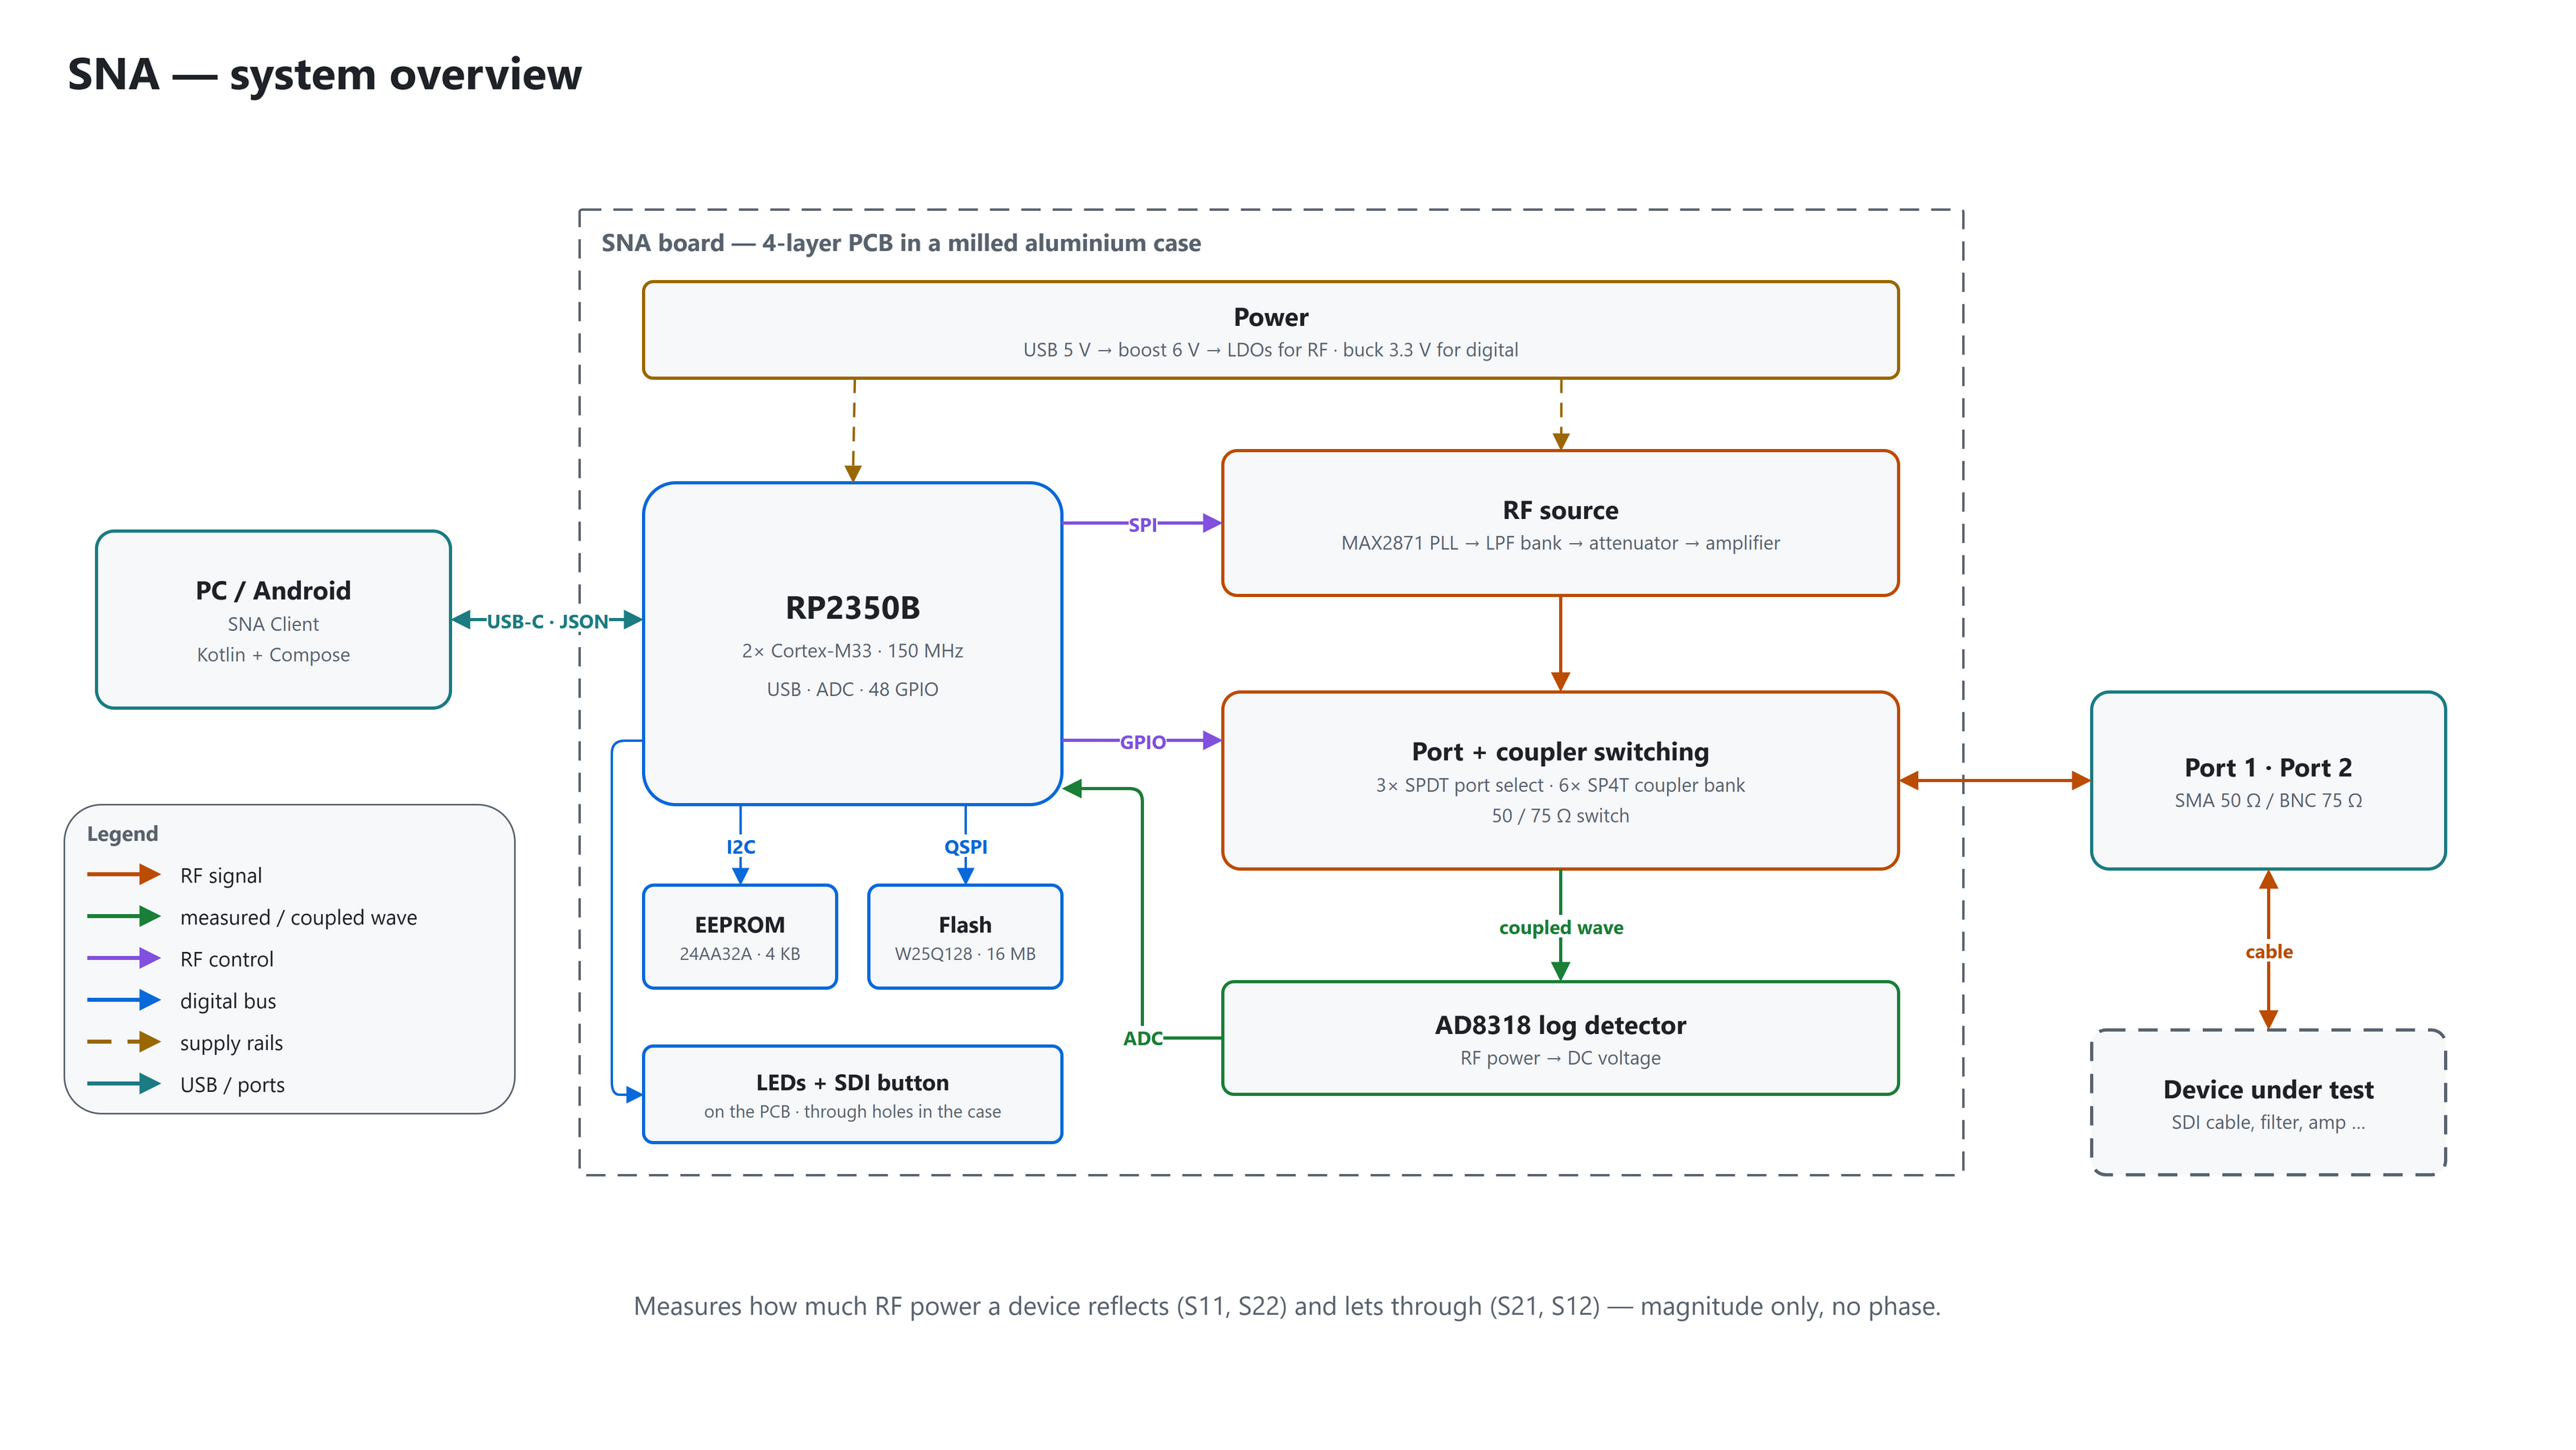 SNA — system overview
SNA board — 4-layer PCB in a milled aluminium case
Power
USB 5 V → boost 6 V → LDOs for RF · buck 3.3 V for digital
RF source
MAX2871 PLL → LPF bank → attenuator → amplifier
SPI
PC / Android
SNA Client
Kotlin + Compose
USB-C · JSON
RP2350B
2× Cortex-M33 · 150 MHz
USB · ADC · 48 GPIO
GPIO
Port + coupler switching
3× SPDT port select · 6× SP4T coupler bank
50 / 75 Ω switch
Port 1 · Port 2
SMA 50 Ω / BNC 75 Ω
Legend
RF signal
measured / coupled wave
RF control
digital bus
supply rails
USB / ports
I2C
QSPI
EEPROM
24AA32A · 4 KB
Flash
W25Q128 · 16 MB
coupled wave
cable
ADC
AD8318 log detector
RF power → DC voltage
LEDs + SDI button
on the PCB · through holes in the case
Device under test
SDI cable, filter, amp ...
Measures how much RF power a device reflects (S11, S22) and lets through (S21, S12) — magnitude only, no phase.